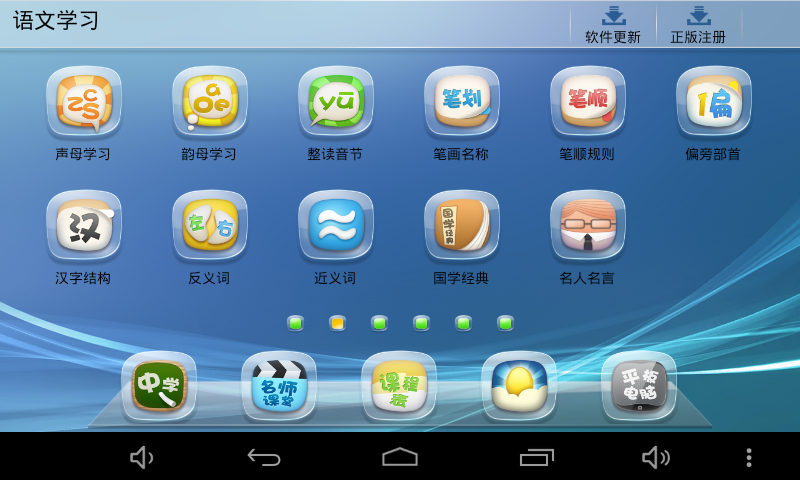 语文学习
软件更新
正版注册
zcs
aoe
yū
笔划
笔顺
偏
声母学习
韵母学习
整读音节
笔画名称
笔顺规则
偏旁部首
汉
左右
国学经典
汉字结构
反义词
近义词
国学经典
名人名言
中学
名师
课堂
课程
表
平板
电脑